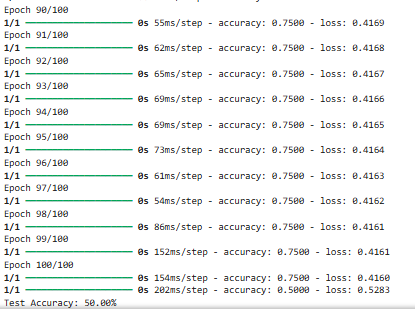 Epoch 90/100
1/1 ━━━━━━━━━━━━━━━━━━━━ 0s 55ms/step - accuracy: 0.7500 - loss: 0.4169
Epoch 91/100
1/1 ━━━━━━━━━━━━━━━━━━━━ 0s 62ms/step - accuracy: 0.7500 - loss: 0.4168
Epoch 92/100
1/1 ━━━━━━━━━━━━━━━━━━━━ 0s 65ms/step - accuracy: 0.7500 - loss: 0.4167
Epoch 93/100
1/1 ━━━━━━━━━━━━━━━━━━━━ 0s 69ms/step - accuracy: 0.7500 - loss: 0.4166
Epoch 94/100
1/1 ━━━━━━━━━━━━━━━━━━━━ 0s 69ms/step - accuracy: 0.7500 - loss: 0.4165
Epoch 95/100
1/1 ━━━━━━━━━━━━━━━━━━━━ 0s 73ms/step - accuracy: 0.7500 - loss: 0.4164
Epoch 96/100
1/1 ━━━━━━━━━━━━━━━━━━━━ 0s 61ms/step - accuracy: 0.7500 - loss: 0.4163
Epoch 97/100
1/1 ━━━━━━━━━━━━━━━━━━━━ 0s 54ms/step - accuracy: 0.7500 - loss: 0.4162
Epoch 98/100
1/1 ━━━━━━━━━━━━━━━━━━━━ 0s 86ms/step - accuracy: 0.7500 - loss: 0.4161
Epoch 99/100
1/1 ━━━━━━━━━━━━━━━━━━━━ 0s 152ms/step - accuracy: 0.7500 - loss: 0.4161
Epoch 100/100
1/1 ━━━━━━━━━━━━━━━━━━━━ 0s 154ms/step - accuracy: 0.7500 - loss: 0.4160
1/1 ━━━━━━━━━━━━━━━━━━━━ 0s 202ms/step - accuracy: 0.5000 - loss: 0.5283
Test Accuracy: 50.00%